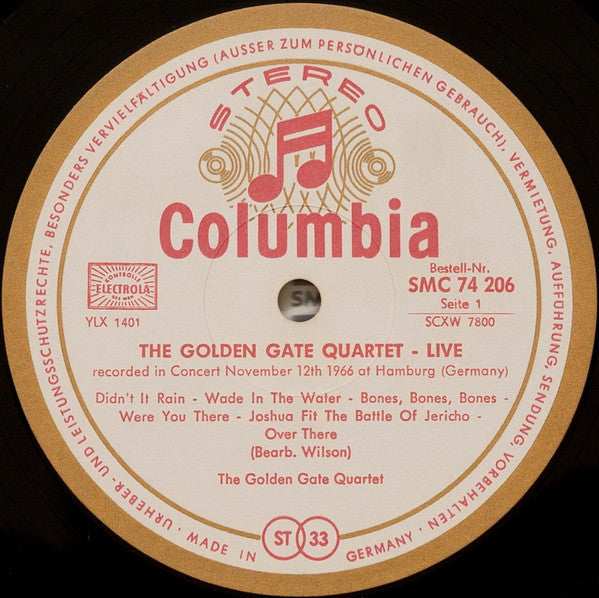 URHEBER- UND LEISTUNGSSCHUTZRECHTE, BESONDERS VERVIELFÄLTIGUNG (AUSSER ZUM PERSÖNLICHEN GEBRAUCH), VERMIETUNG, AUFFÜHRUNG, SENDUNG, VORBEHALTEN ·
STEREO
Columbia
Bestell-Nr.
SMC 74 206
Seite 1
SCXW 7800
ELECTROLA
YLX 1401
THE GOLDEN GATE QUARTET - LIVE
recorded in Concert November 12th 1966 at Hamburg (Germany)
Didn't It Rain - Wade In The Water - Bones, Bones, Bones -
Were You There - Joshua Fit The Battle Of Jericho -
Over There
(Bearb. Wilson)
The Golden Gate Quartet
MADE IN GERMANY ·
ST 33